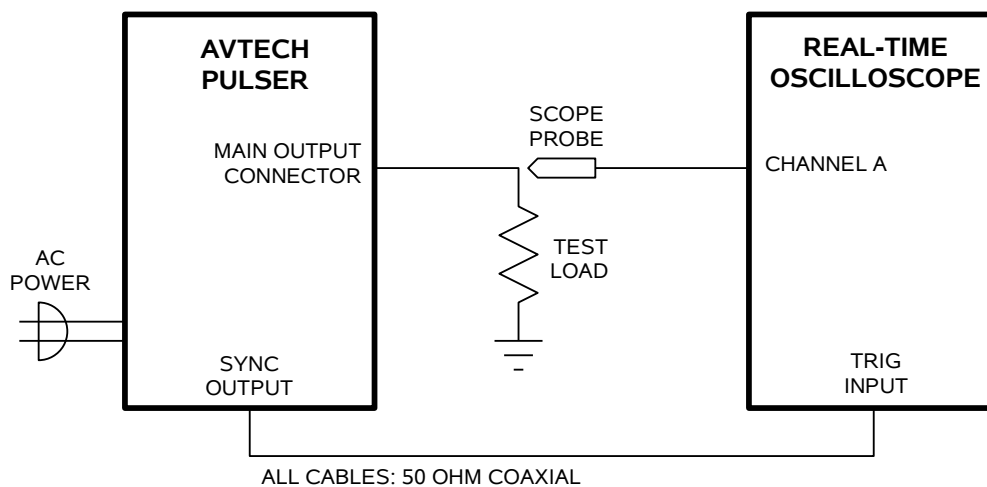 AVTECH
PULSER
REAL-TIME
OSCILLOSCOPE
SCOPE
PROBE
MAIN OUTPUT
CONNECTOR
CHANNEL A
TEST
LOAD
AC
POWER
SYNC
OUTPUT
TRIG
INPUT
ALL CABLES: 50 OHM COAXIAL